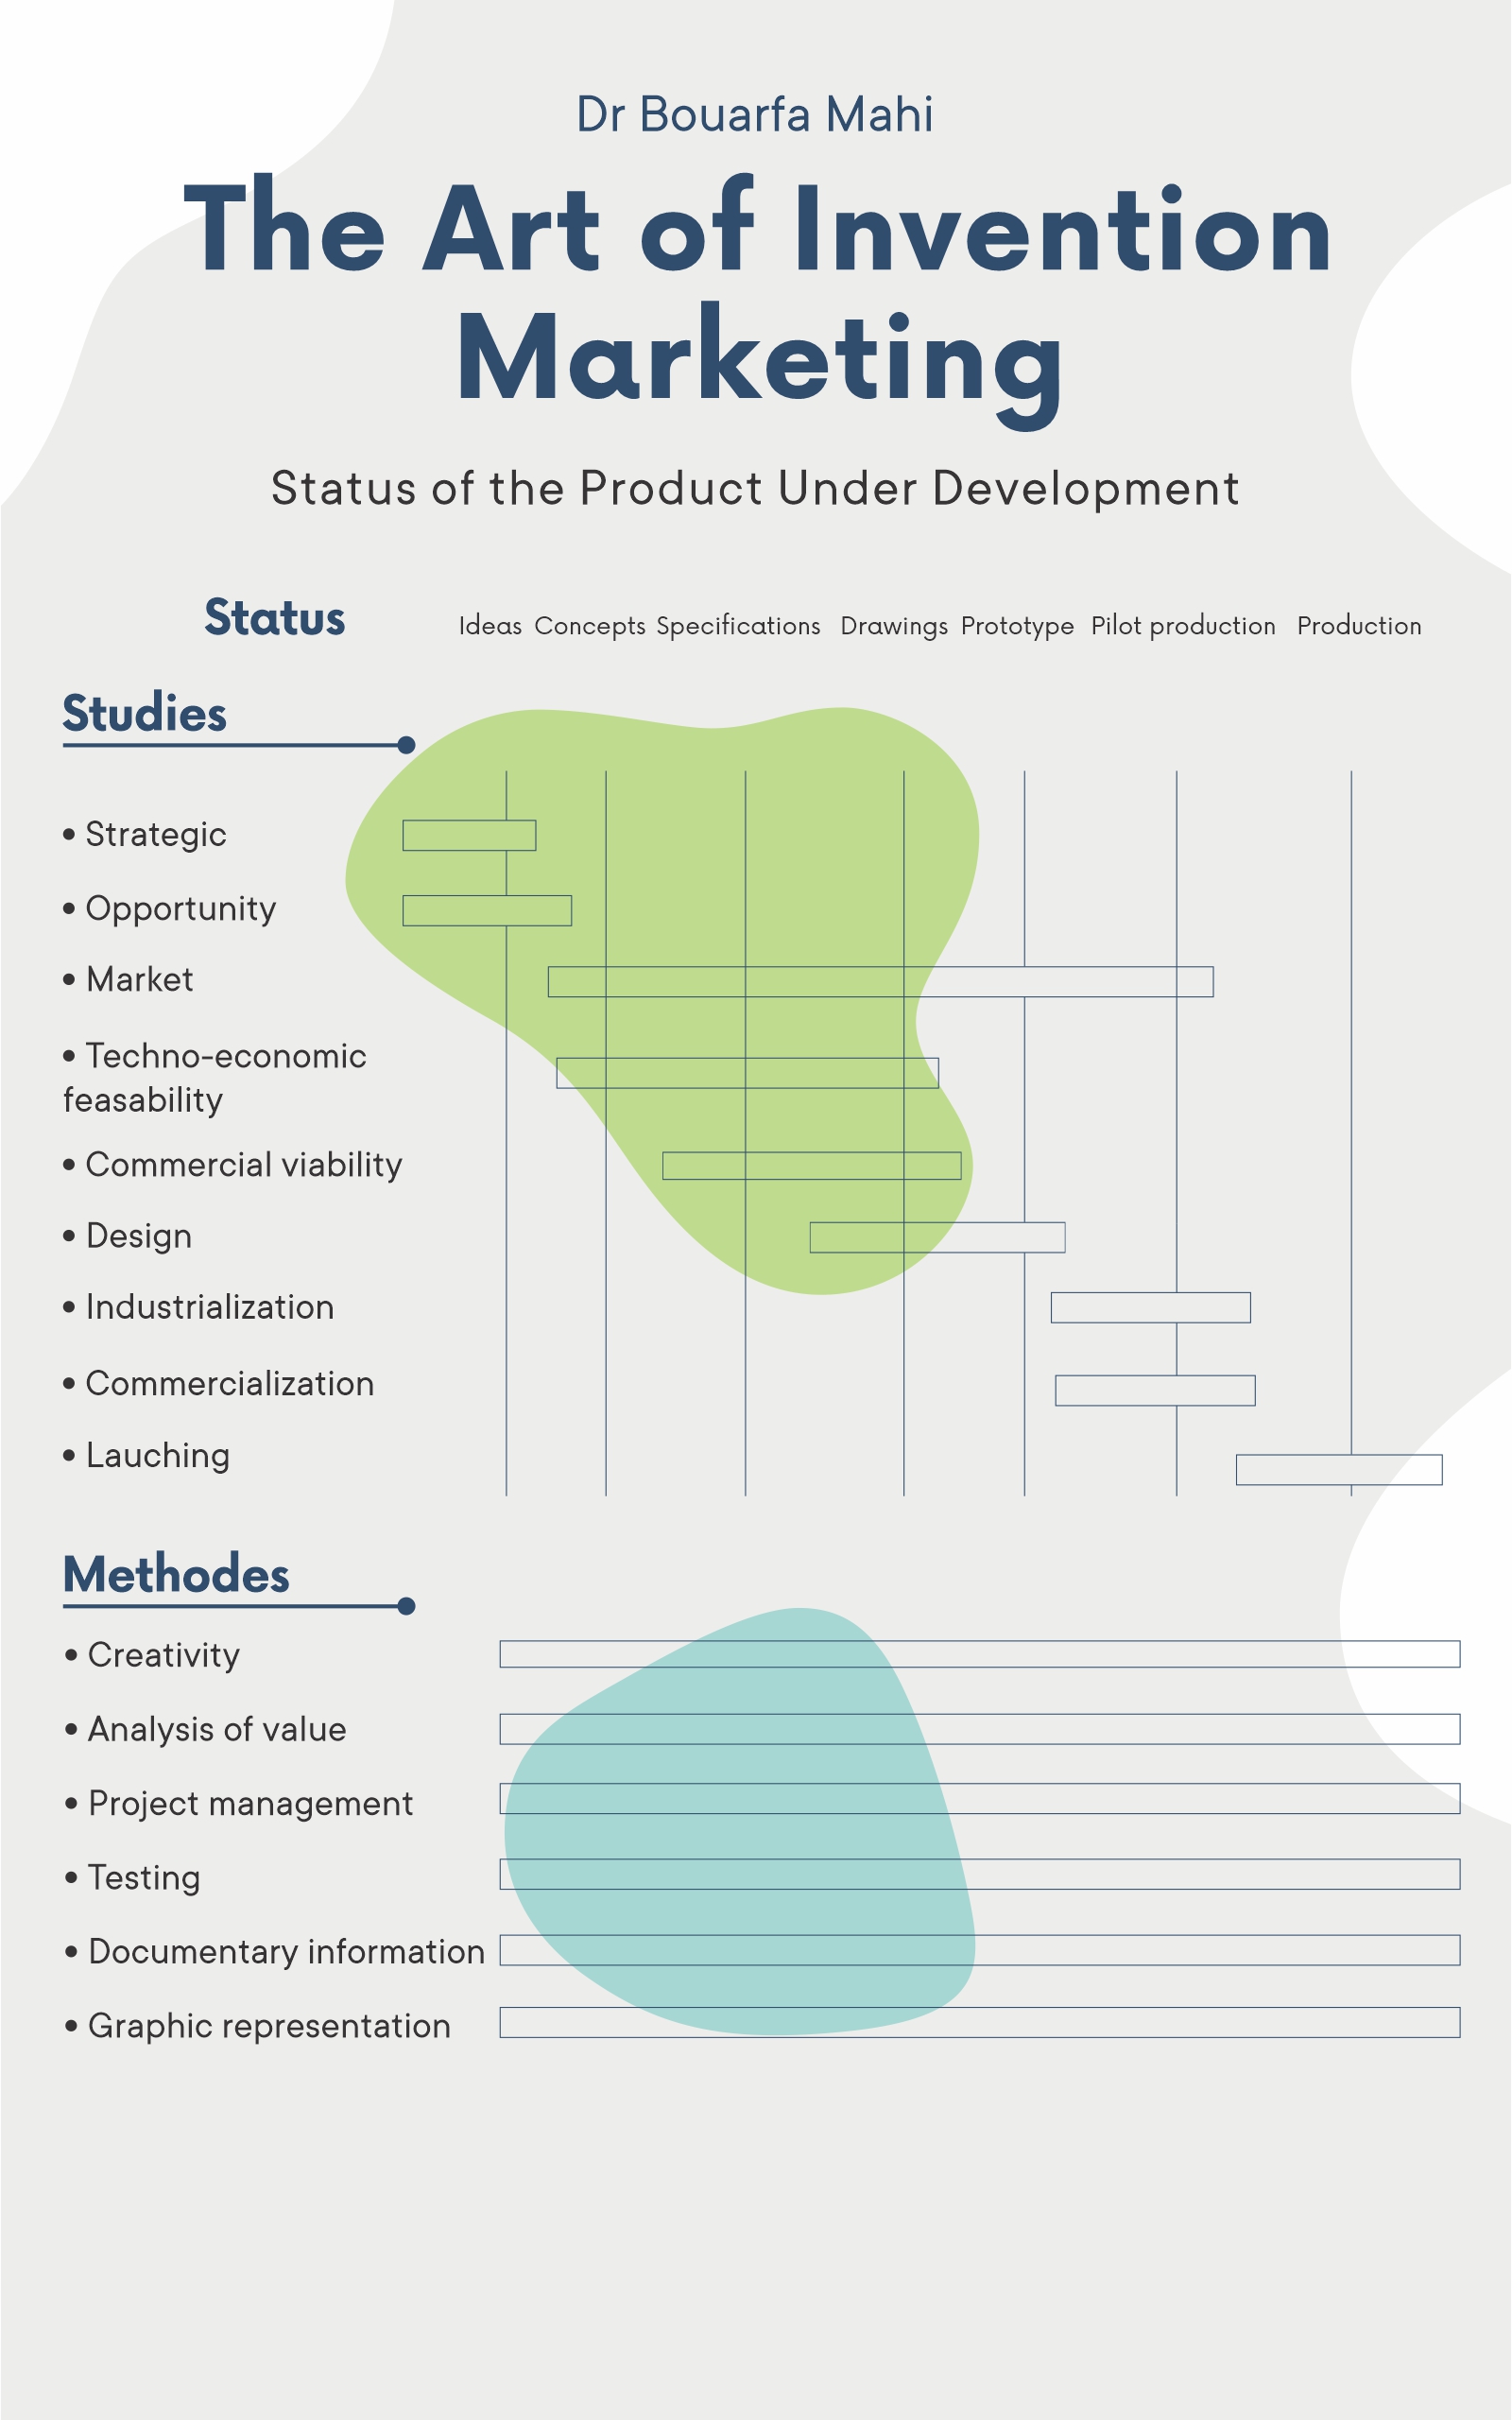 Dr Bouarfa Mahi
The Art of Invention
Marketing
Status of the Product Under Development
Status
Ideas Concepts Specifications Drawings Prototype Pilot production Production
Studies
• Strategic
• Opportunity
• Market
• Techno-economic
feasability
• Commercial viability
• Design
• Industrialization
• Commercialization
• Lauching
Methodes
• Creativity
• Analysis of value
• Project management
• Testing
• Documentary information
• Graphic representation